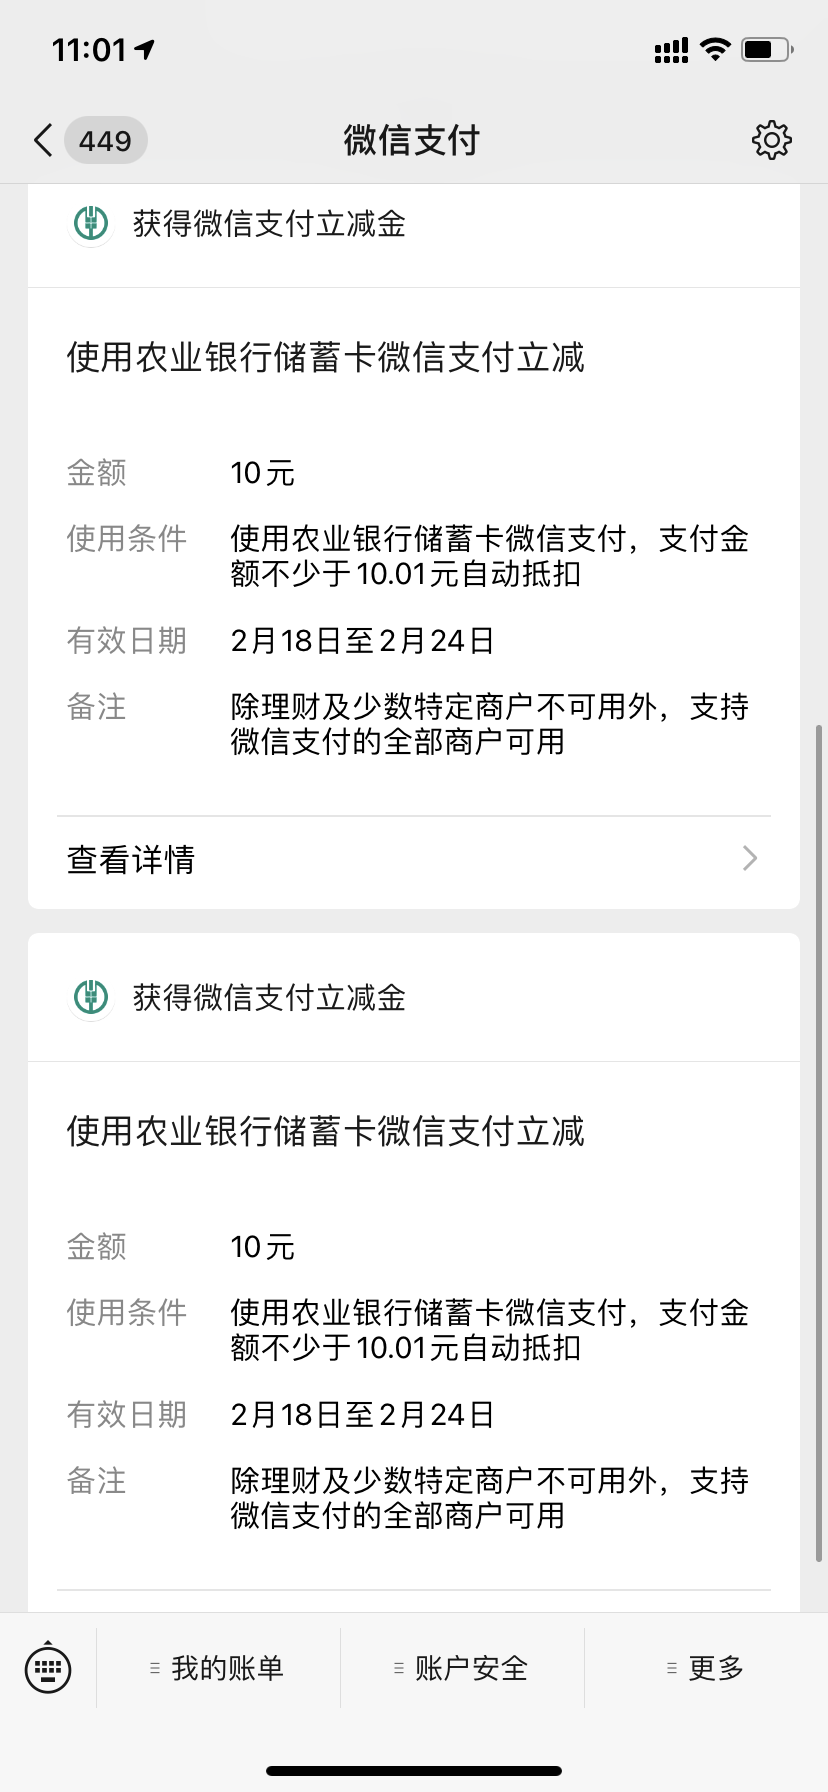 11:01
449
微信支付
获得微信支付立减金
使用农业银行储蓄卡微信支付立减
金额 10元
使用条件 使用农业银行储蓄卡微信支付，支付金
额不少于10.01元自动抵扣
有效日期 2月18日至2月24日
备注 除理财及少数特定商户不可用外，支持
微信支付的全部商户可用
查看详情
获得微信支付立减金
使用农业银行储蓄卡微信支付立减
金额 10元
使用条件 使用农业银行储蓄卡微信支付，支付金
额不少于10.01元自动抵扣
有效日期 2月18日至2月24日
备注 除理财及少数特定商户不可用外，支持
微信支付的全部商户可用
我的账单 账户安全 更多